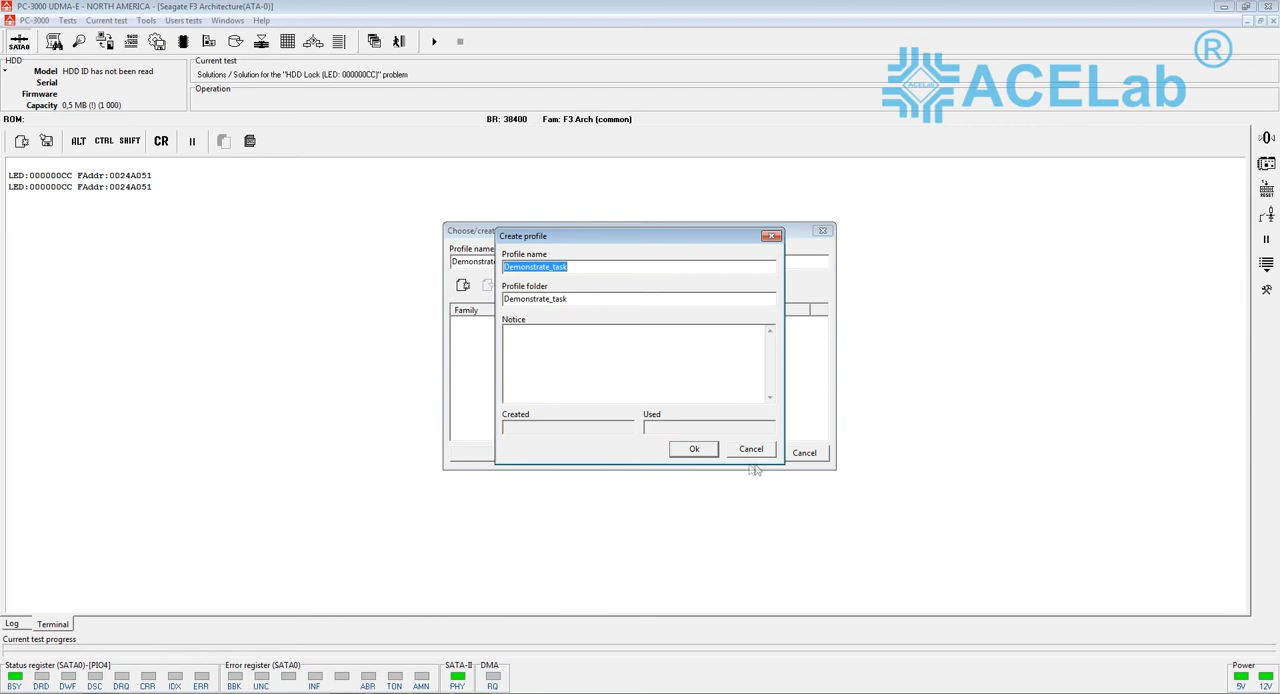 PC-3000 UDMA-E - NORTH AMERICA - [Seagate F3 Architecture(ATA-0)]
PC-3000 Tests Current test Tools Users tests Windows Help
SATA0
HDD
Model HDD ID has not been read
Serial
Firmware
Capacity 0,5 MB (!) (1 000)
Current test
Solutions / Solution for the "HDD Lock (LED: 000000CC)" problem
Operation
ACELab ®
ACELab
ROM: BR: 38400 Fam: F3 Arch (common)
ALT CTRL SHIFT CR
LED:000000CC FAddr:0024A051
LED:000000CC FAddr:0024A051
RESET
Choose/creat
Profile name
Demonstrate
Family
Cancel
Create profile
Profile name
Demonstrate_task
Profile folder
Demonstrate_task
Notice
Created Used
Ok Cancel
Log Terminal
Current test progress
Status register (SATA0)-[PIO4] Error register (SATA0) SATA-II DMA Power
BSY DRD DWF DSC DRQ CRR IDX ERR BBK UNC INF ABR TON AMN PHY RQ 5V 12V